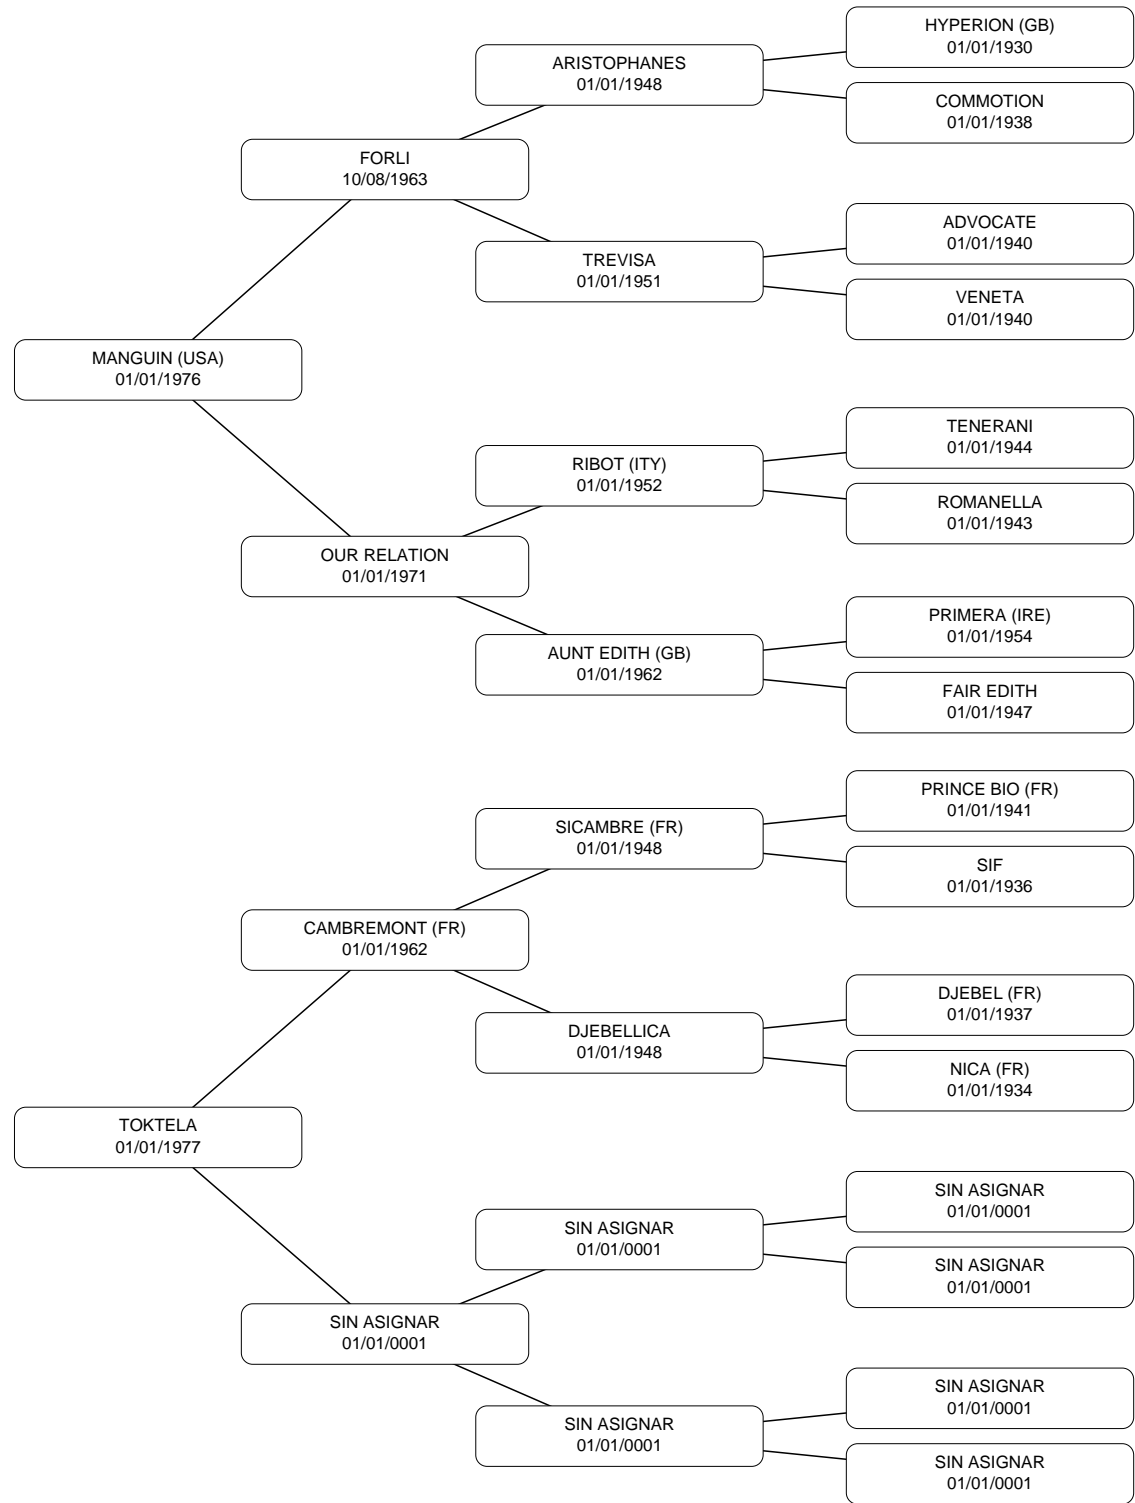 HYPERION (GB)
01/01/1930
ARISTOPHANES
01/01/1948
COMMOTION
01/01/1938
FORLI
10/08/1963
ADVOCATE
01/01/1940
TREVISA
01/01/1951
VENETA
01/01/1940
MANGUIN (USA)
01/01/1976
TENERANI
01/01/1944
RIBOT (ITY)
01/01/1952
ROMANELLA
01/01/1943
OUR RELATION
01/01/1971
PRIMERA (IRE)
01/01/1954
AUNT EDITH (GB)
01/01/1962
FAIR EDITH
01/01/1947
PRINCE BIO (FR)
01/01/1941
SICAMBRE (FR)
01/01/1948
SIF
01/01/1936
CAMBREMONT (FR)
01/01/1962
DJEBEL (FR)
01/01/1937
DJEBELLICA
01/01/1948
NICA (FR)
01/01/1934
TOKTELA
01/01/1977
SIN ASIGNAR
01/01/0001
SIN ASIGNAR
01/01/0001
SIN ASIGNAR
01/01/0001
SIN ASIGNAR
01/01/0001
SIN ASIGNAR
01/01/0001
SIN ASIGNAR
01/01/0001
SIN ASIGNAR
01/01/0001